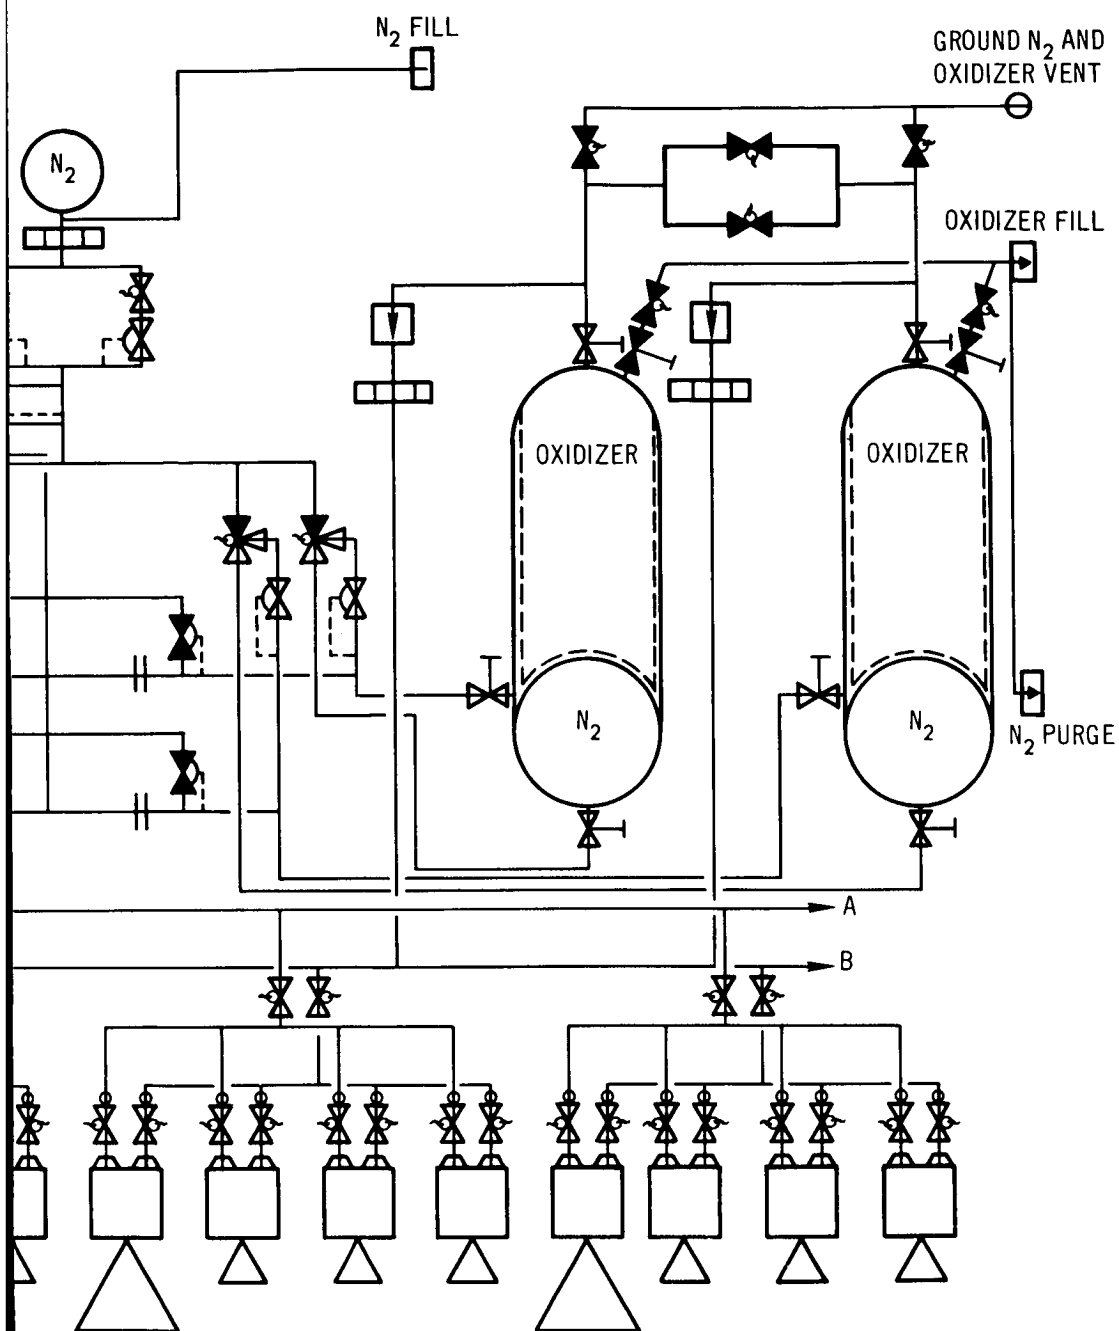 N2 FILL
GROUND N2 AND
OXIDIZER VENT
N2
OXIDIZER FILL
OXIDIZER
OXIDIZER
N2
N2
N2 PURGE
A
B